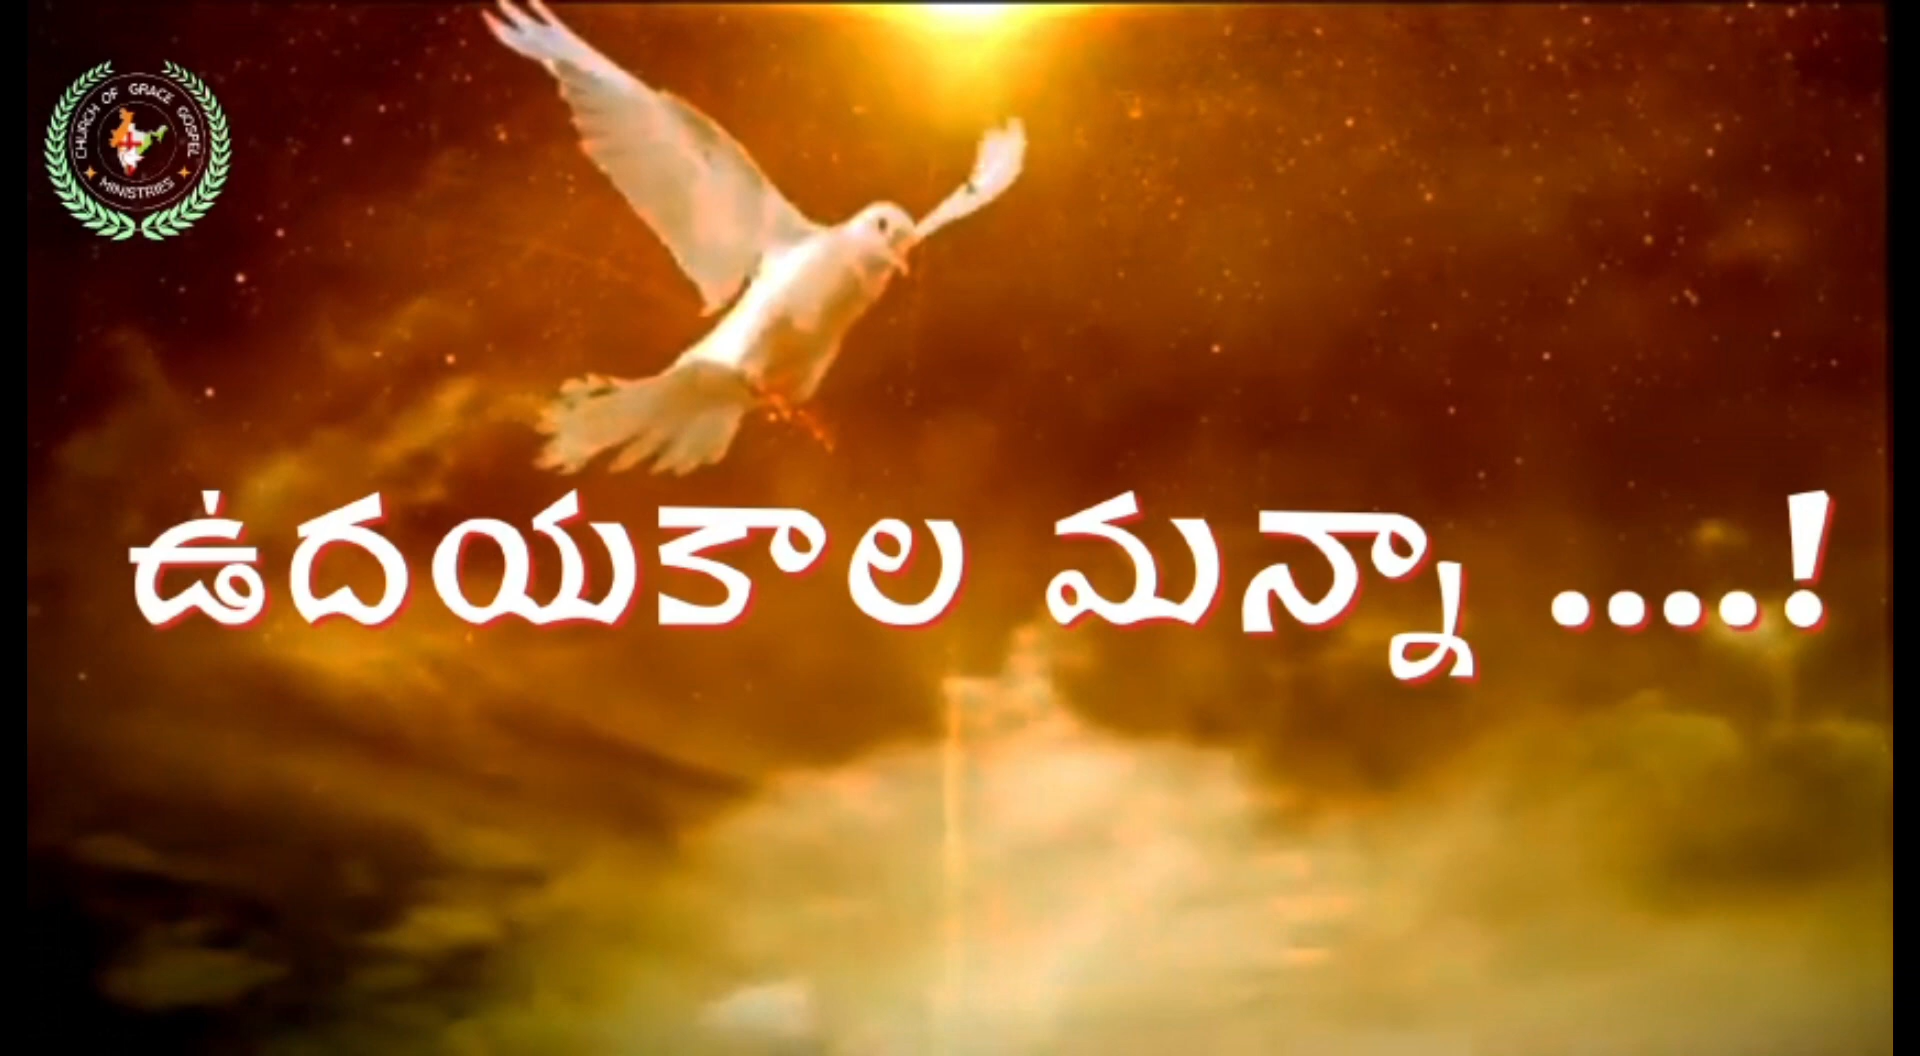 CHURCH OF GRACE GOSPEL
MINISTRIES
ఉదయకాల మన్నా ....!